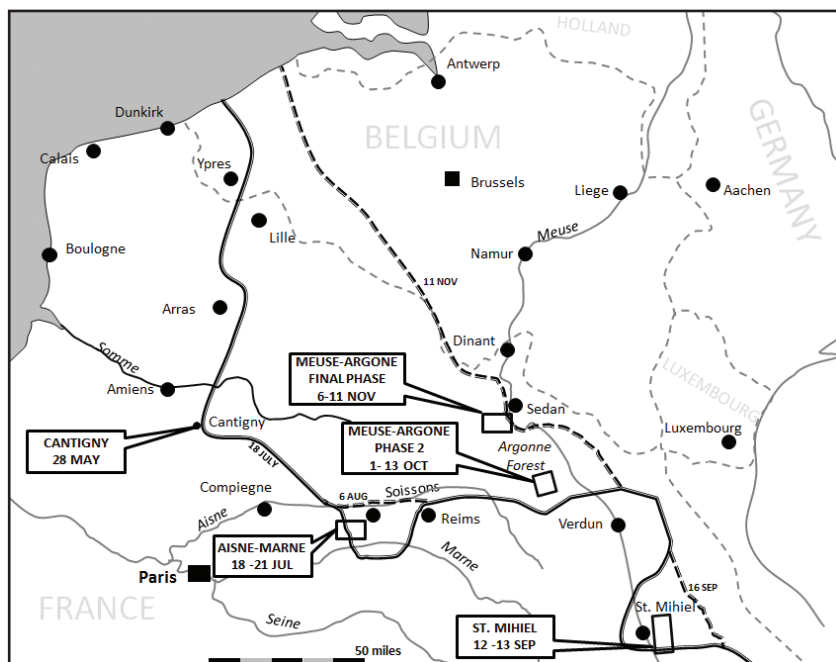 HOLLAND
Antwerp
Dunkirk
BELGIUM
GERMANY
Calais
Ypres
Brussels
Liege
Aachen
Lille
Meuse
Boulogne
Namur
11 NOV
Arras
Dinant
Somme
MEUSE-ARGONE
FINAL PHASE
6-11 NOV
LUXEMBOURG
Amiens
Sedan
Cantigny
MEUSE-ARGONE
PHASE 2
1- 13 OCT
Argonne
Forest
Luxembourg
CANTIGNY
28 MAY
18 JULY
Compiegne
6 AUG
Soissons
Aisne
Reims
Verdun
AISNE-MARNE
18 -21 JUL
Marne
Paris
16 SEP
FRANCE
St. Mihiel
Seine
ST. MIHIEL
12 -13 SEP
50 miles